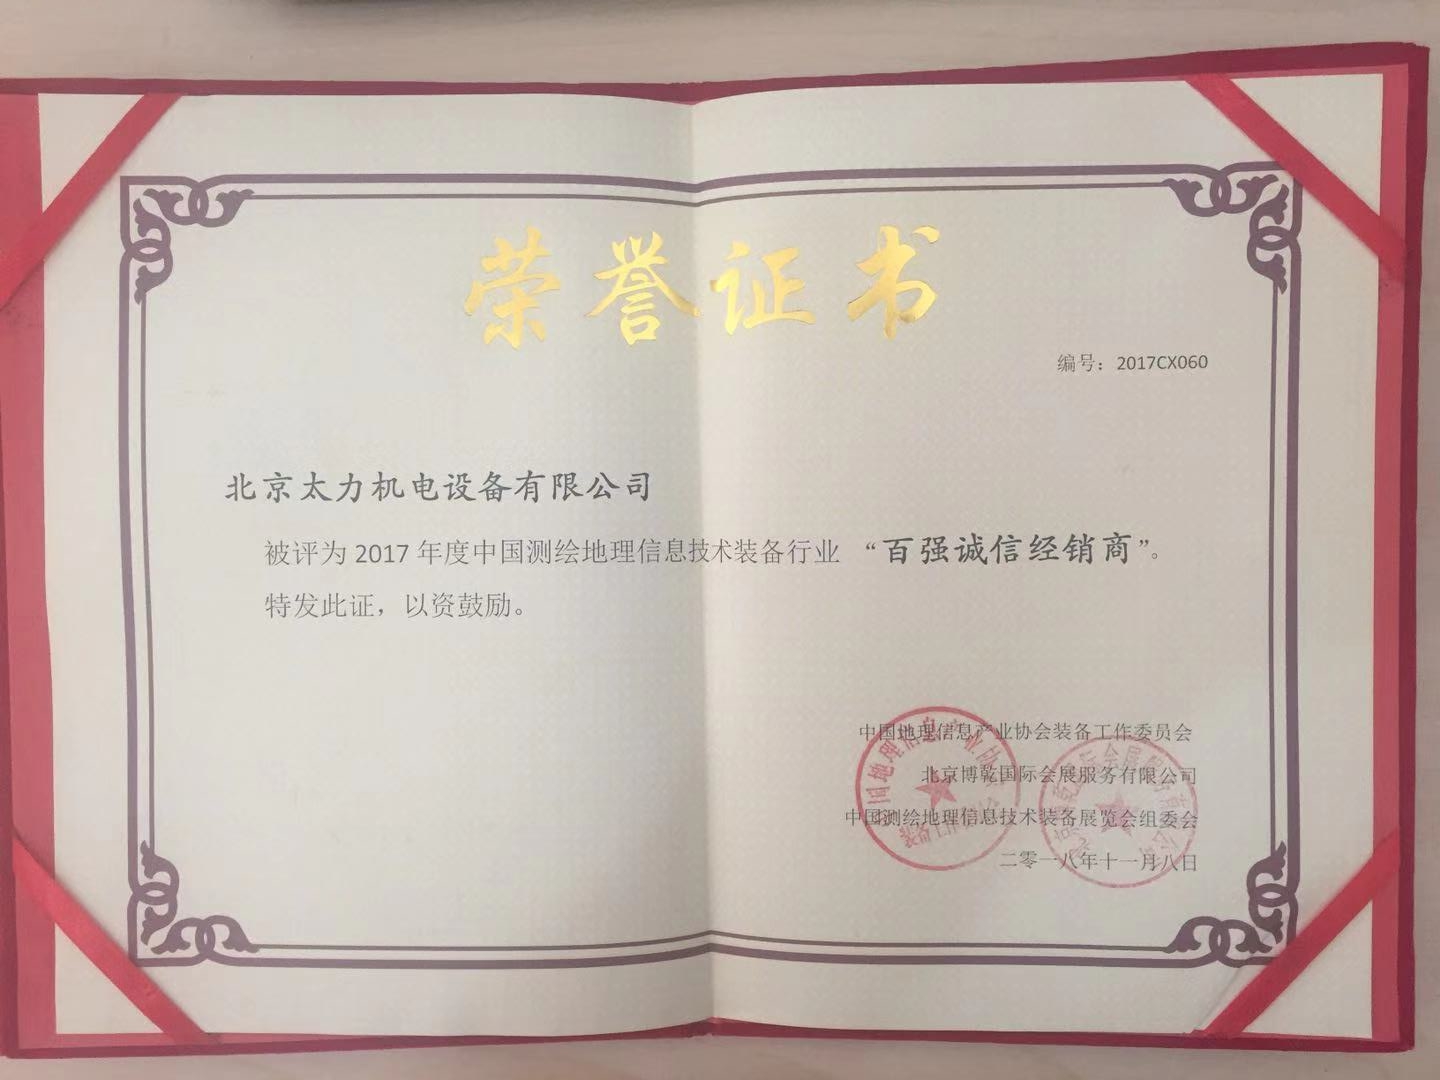 荣誉证书
编号：2017CX060
北京太力机电设备有限公司
被评为 2017 年度中国测绘地理信息技术装备行业 “百强诚信经销商”。
特发此证，以资鼓励。
中国地理信息产业协会装备工作委员会
北京博乾国际会展服务有限公司
中国测绘地理信息技术装备展览会组委会
二零一八年十一月八日